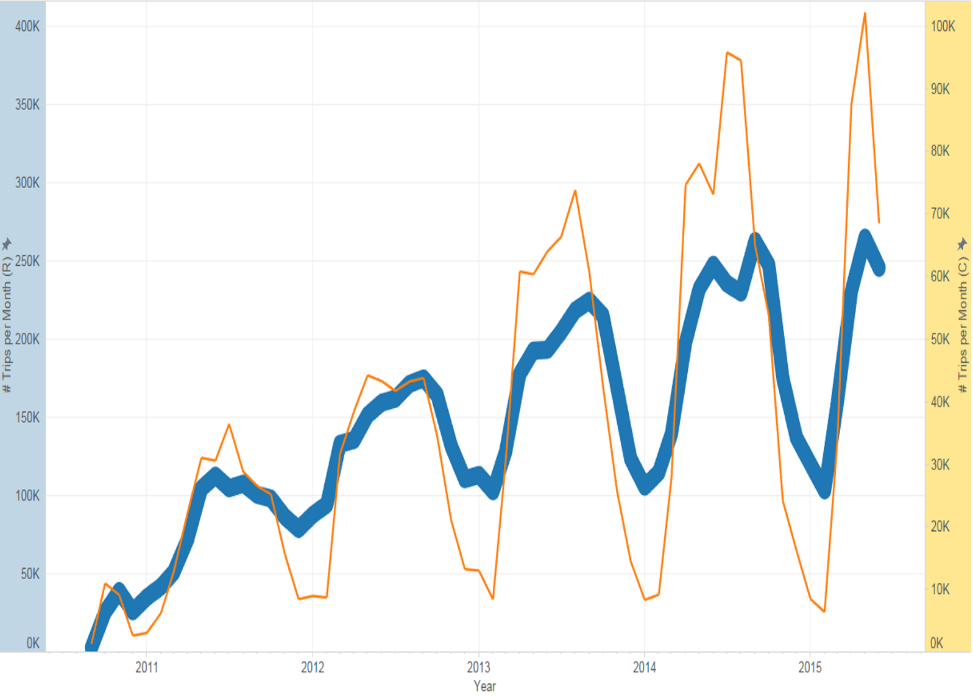 400K
350K
300K
250K
200K
150K
100K
50K
0K
# Trips per Month (R)
100K
90K
80K
70K
60K
50K
40K
30K
20K
10K
0K
# Trips per Month (C)
2011 2012 2013 2014 2015
Year